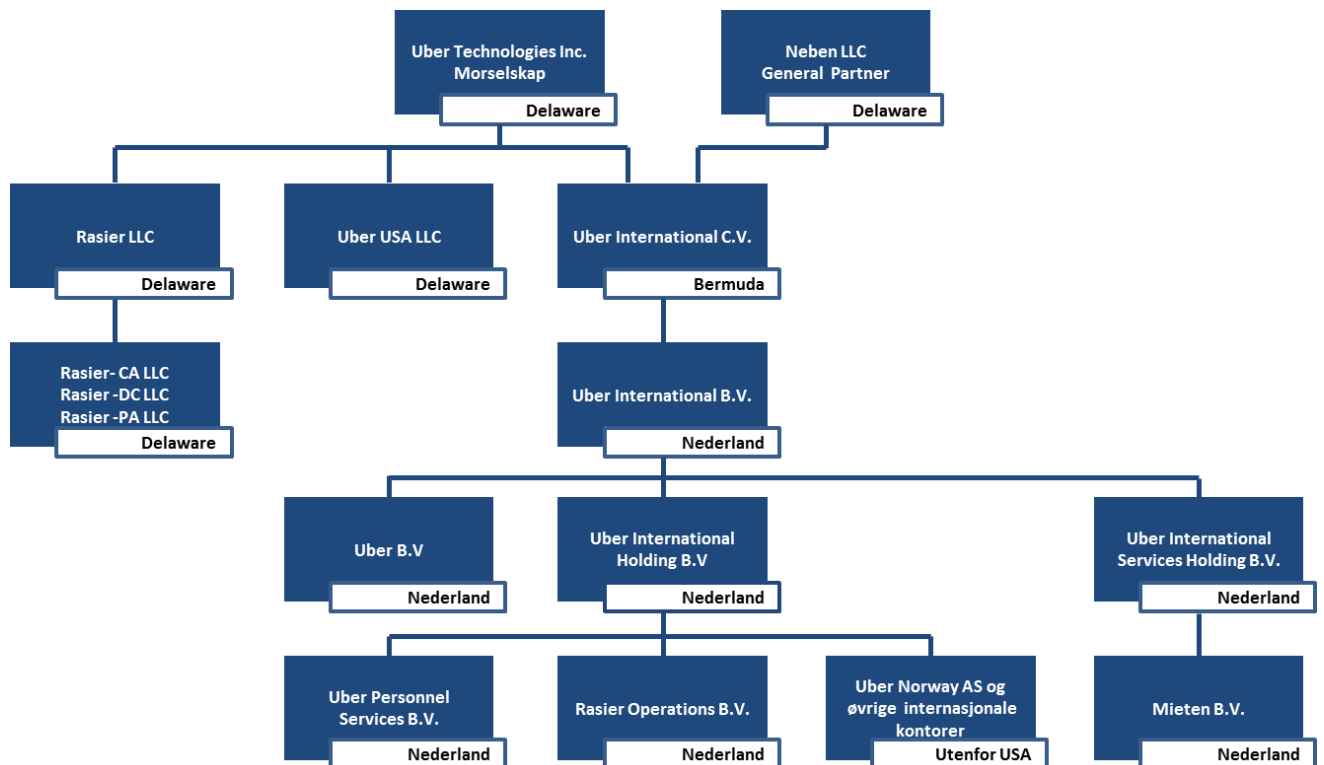 Uber Technologies Inc.
Morselskap
Delaware
Neben LLC
General Partner
Delaware
Rasier LLC
Delaware
Uber USA LLC
Delaware
Uber International C.V.
Bermuda
Rasier- CA LLC
Rasier -DC LLC
Rasier -PA LLC
Delaware
Uber International B.V.
Nederland
Uber B.V
Nederland
Uber International
Holding B.V
Nederland
Uber International
Services Holding B.V.
Nederland
Uber Personnel
Services B.V.
Nederland
Rasier Operations B.V.
Nederland
Uber Norway AS og
øvrige internasjonale
kontorer
Utenfor USA
Mieten B.V.
Nederland